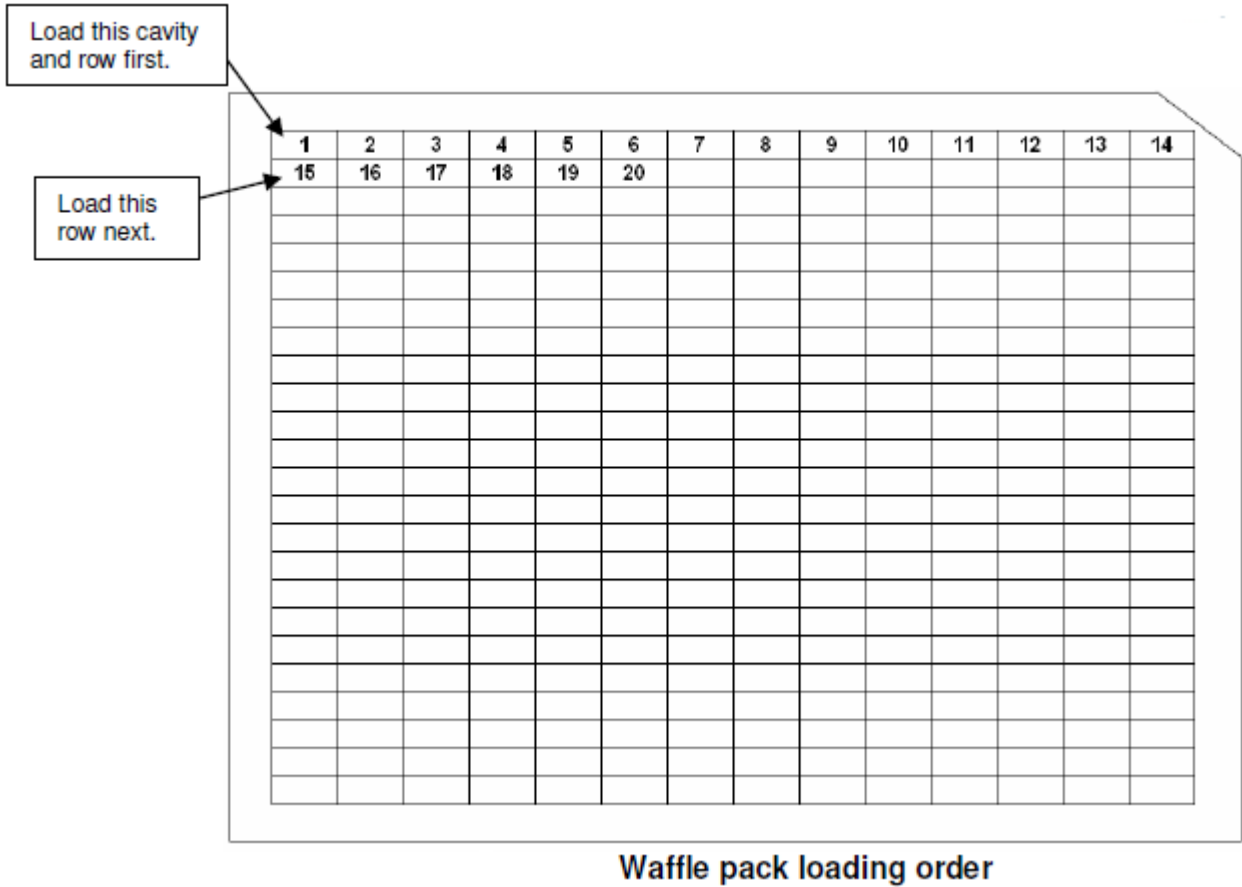 Load this cavity
and row first.
1 2 3 4 5 6 7 8 9 10 11 12 13 14
15 16 17 18 19 20
Load this
row next.
Waffle pack loading order